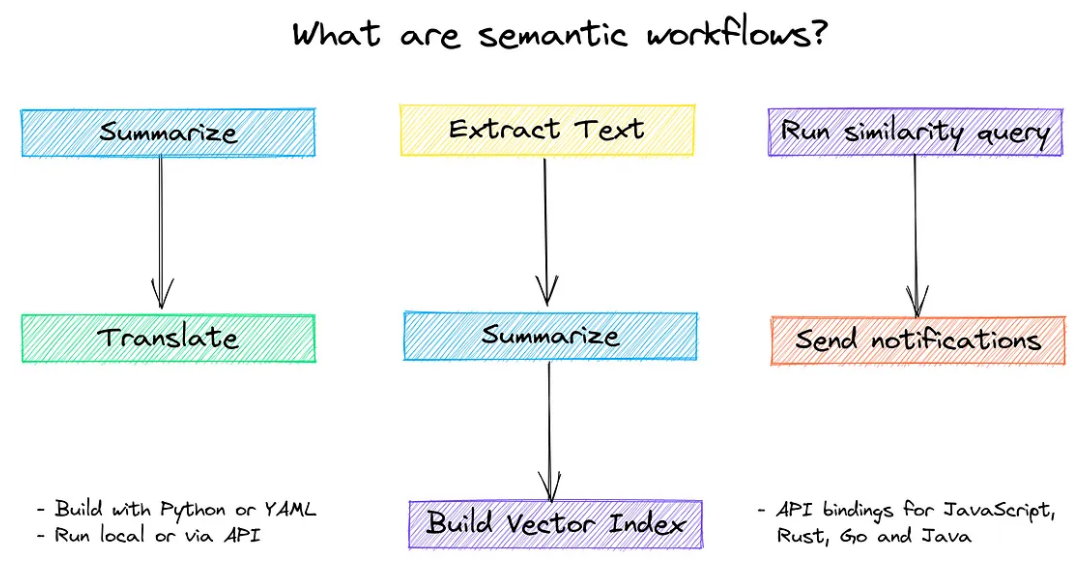 What are semantic workflows?
Summarize
Extract Text
Run similarity query
Translate
Summarize
Send notifications
Build Vector Index
- Build with Python or YAML
- Run local or via API
- API bindings for JavaScript,
Rust, Go and Java